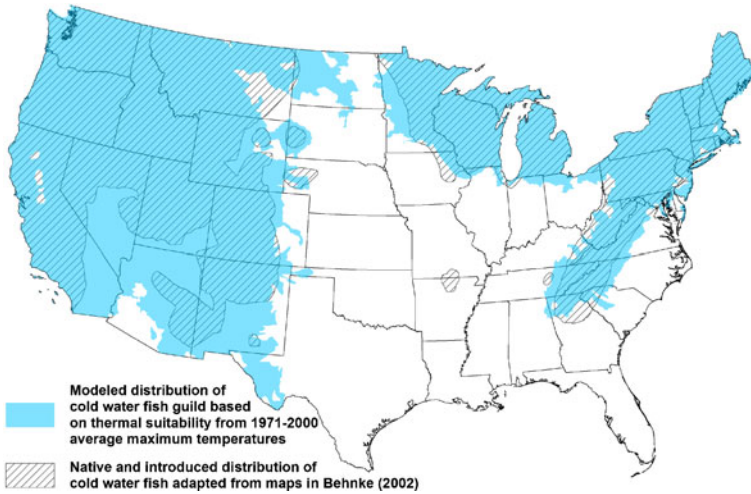 Modeled distribution of
cold water fish guild based
on thermal suitability from 1971-2000
average maximum temperatures
Native and introduced distribution of
cold water fish adapted from maps in Behnke (2002)